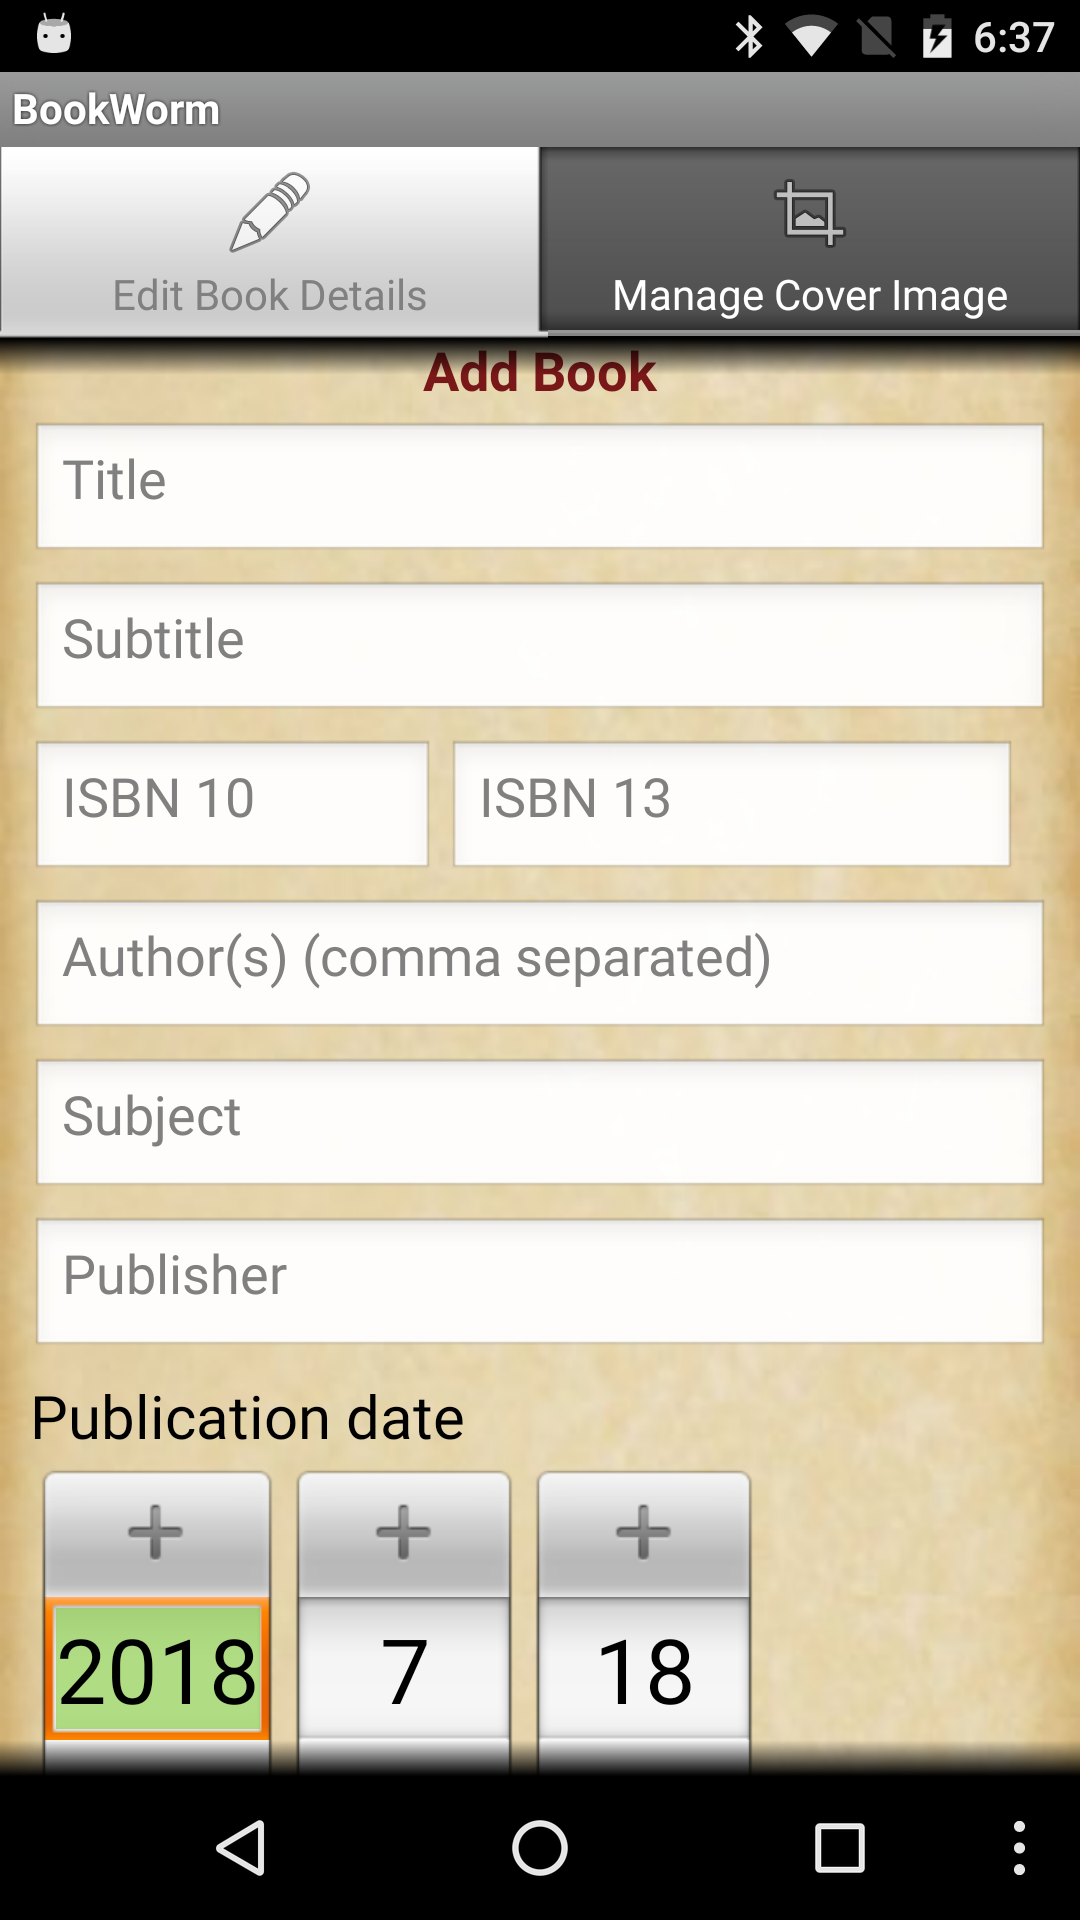 6:37
BookWorm
Edit Book Details
Manage Cover Image
Add Book
Title
Subtitle
ISBN 10
ISBN 13
Author(s) (comma separated)
Subject
Publisher
Publication date
2018
7
18